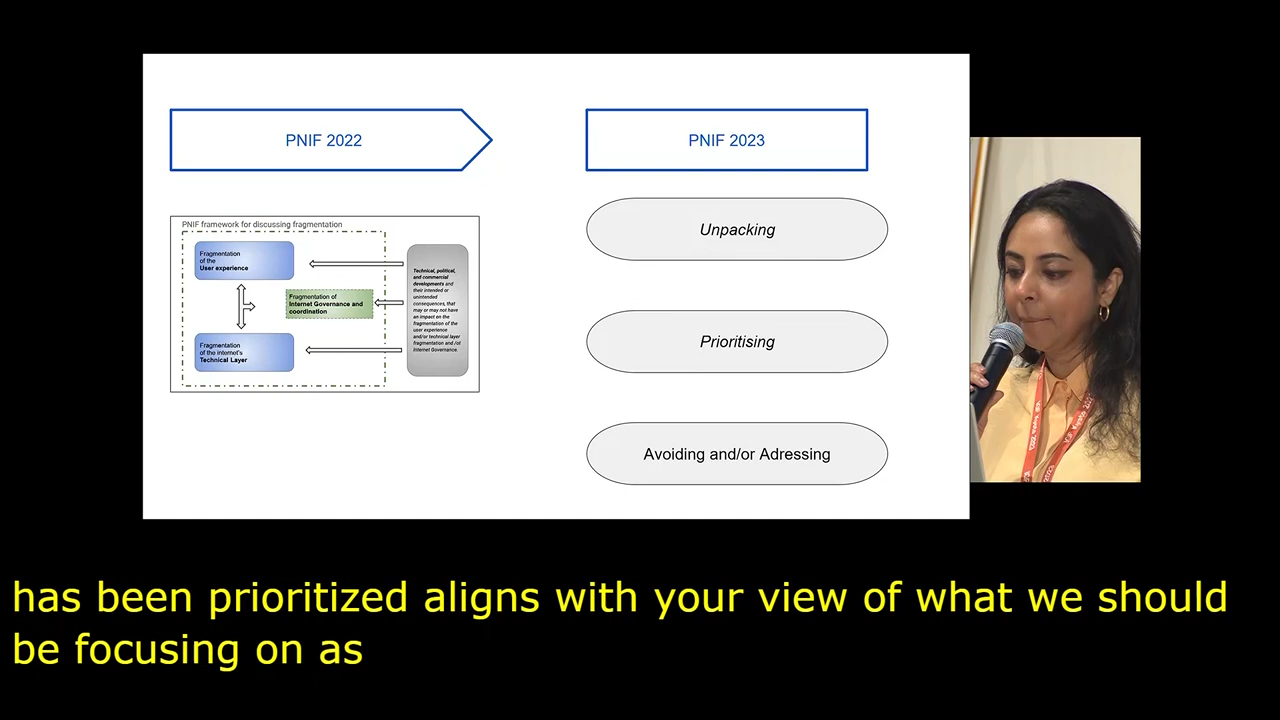 PNIF 2022
PNIF 2023
PNIF framework for discussing fragmentation
Fragmentation
of the
User experience
Fragmentation of
Internet Governance and
coordination
Fragmentation
of the internet's
Technical Layer
Technical, political,
and commercial
developments and
their intended or
unintended
consequences, that
may or may not have
an impact on the
fragmentation of the
user experience
and/or technical layer
fragmentation and /or
Internet Governance.
Unpacking
Prioritising
Avoiding and/or Adressing
has been prioritized aligns with your view of what we should
be focusing on as